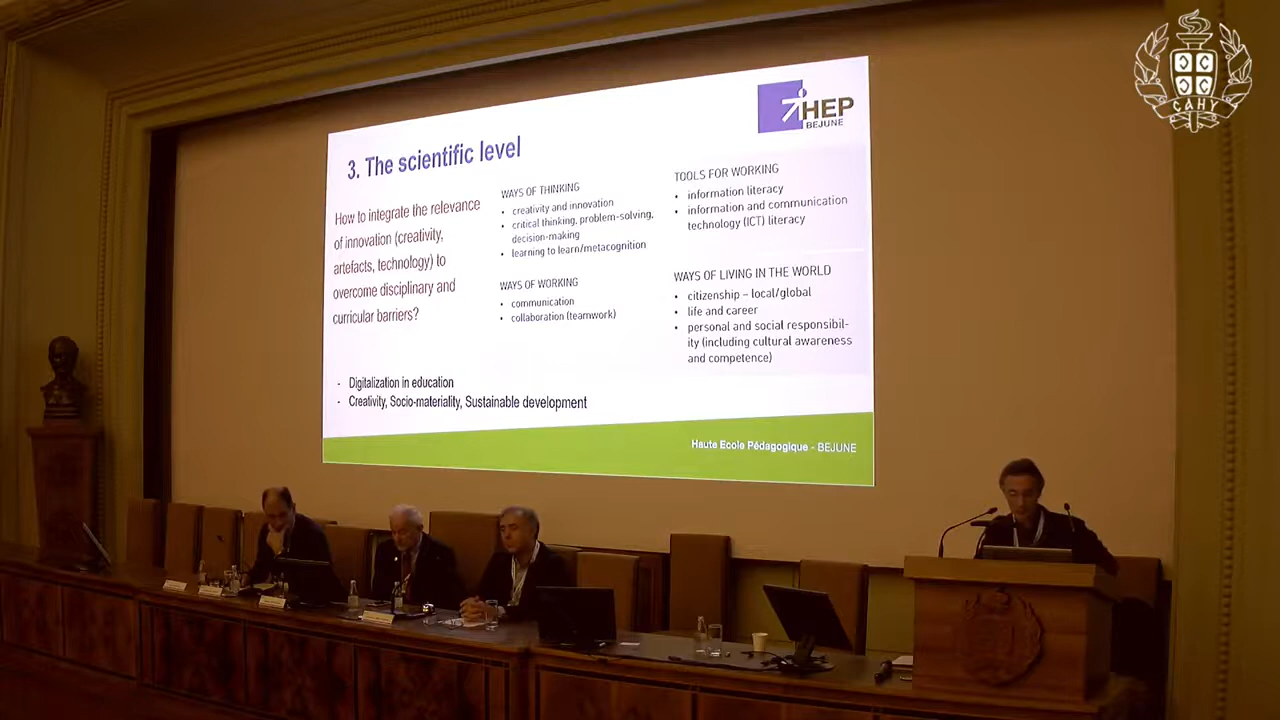 HEP
BEJUNE
3. The scientific level
How to integrate the relevance
of innovation (creativity,
artefacts, technology) to
overcome disciplinary and
curricular barriers?
WAYS OF THINKING
• creativity and innovation
• critical thinking, problem-solving,
decision-making
• learning to learn/metacognition
WAYS OF WORKING
• communication
• collaboration (teamwork)
TOOLS FOR WORKING
• information literacy
• information and communication
technology (ICT) literacy
WAYS OF LIVING IN THE WORLD
• citizenship – local/global
• life and career
• personal and social responsibil-
ity (including cultural awareness
and competence)
- Digitalization in education
- Creativity, Socio-materiality, Sustainable development
Haute Ecole Pédagogique - BEJUNE
САНУ